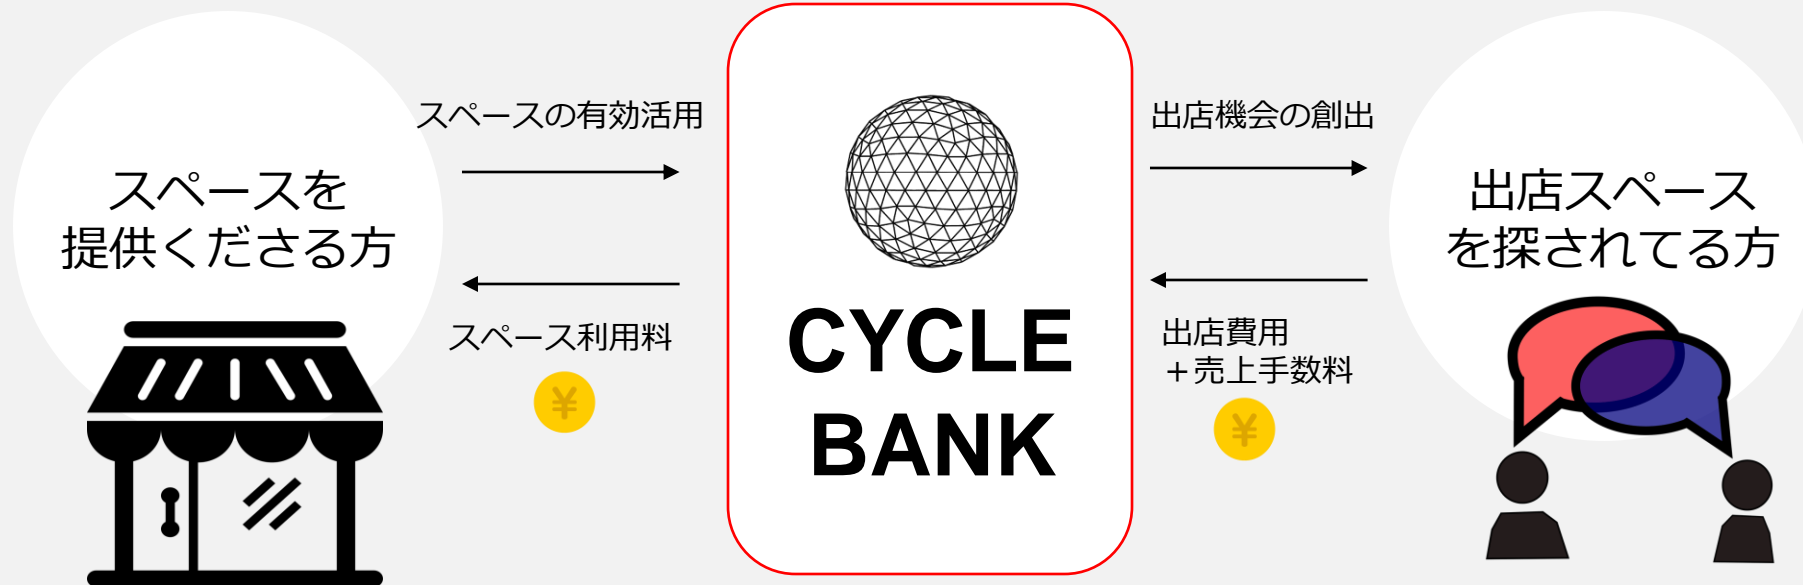 スペースを
提供くださる方
スペースの有効活用
スペース利用料
¥
CYCLE
BANK
出店機会の創出
出店費用
＋売上手数料
¥
出店スペース
を探されてる方